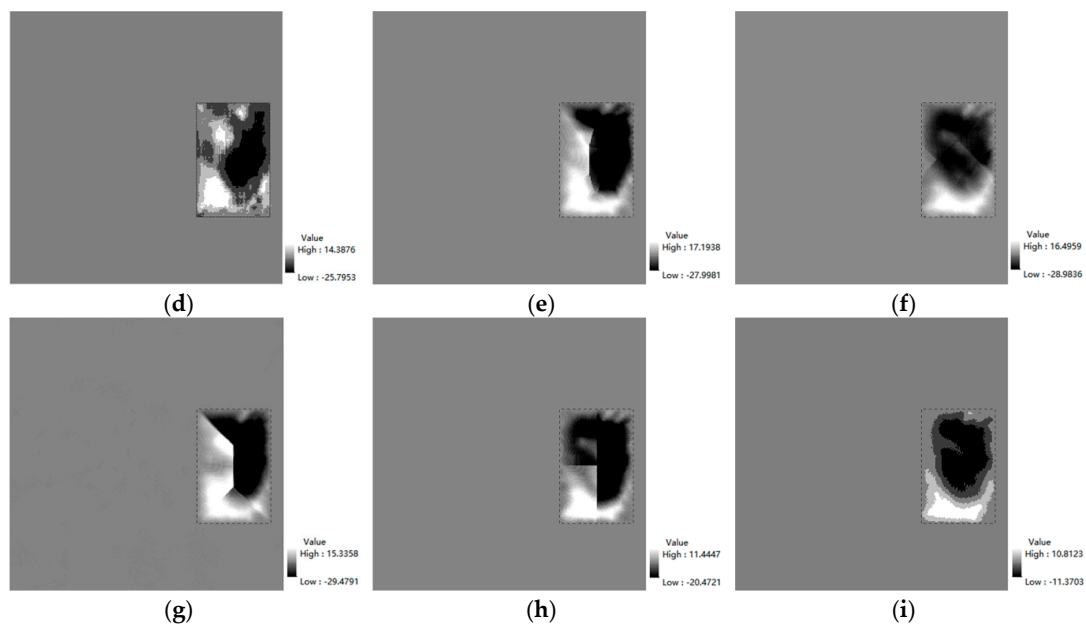 Value
High : 14.3876
Low : -25.7953
(d)
Value
High : 17.1938
Low : -27.9981
(e)
Value
High : 16.4959
Low : -28.9836
(f)
Value
High : 15.3358
Low : -29.4791
(g)
Value
High : 11.4447
Low : -20.4721
(h)
Value
High : 10.8123
Low : -11.3703
(i)